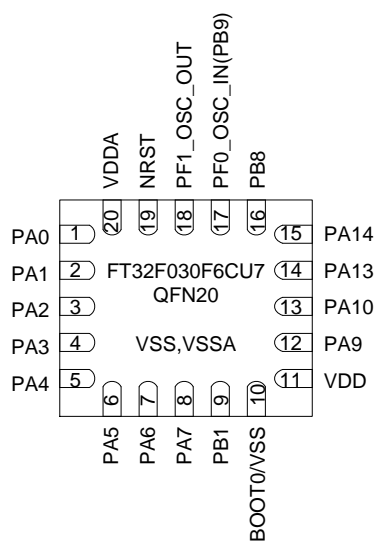 VDDA
NRST
PF1_OSC_OUT
PF0_OSC_IN(PB9)
PB8
20
19
18
17
16
PA0 1
PA1 2
PA2 3
PA3 4
PA4 5
FT32F030F6CU7
QFN20
VSS,VSSA
15 PA14
14 PA13
13 PA10
12 PA9
11 VDD
6
7
8
9
10
PA5
PA6
PA7
PB1
BOOT0/VSS